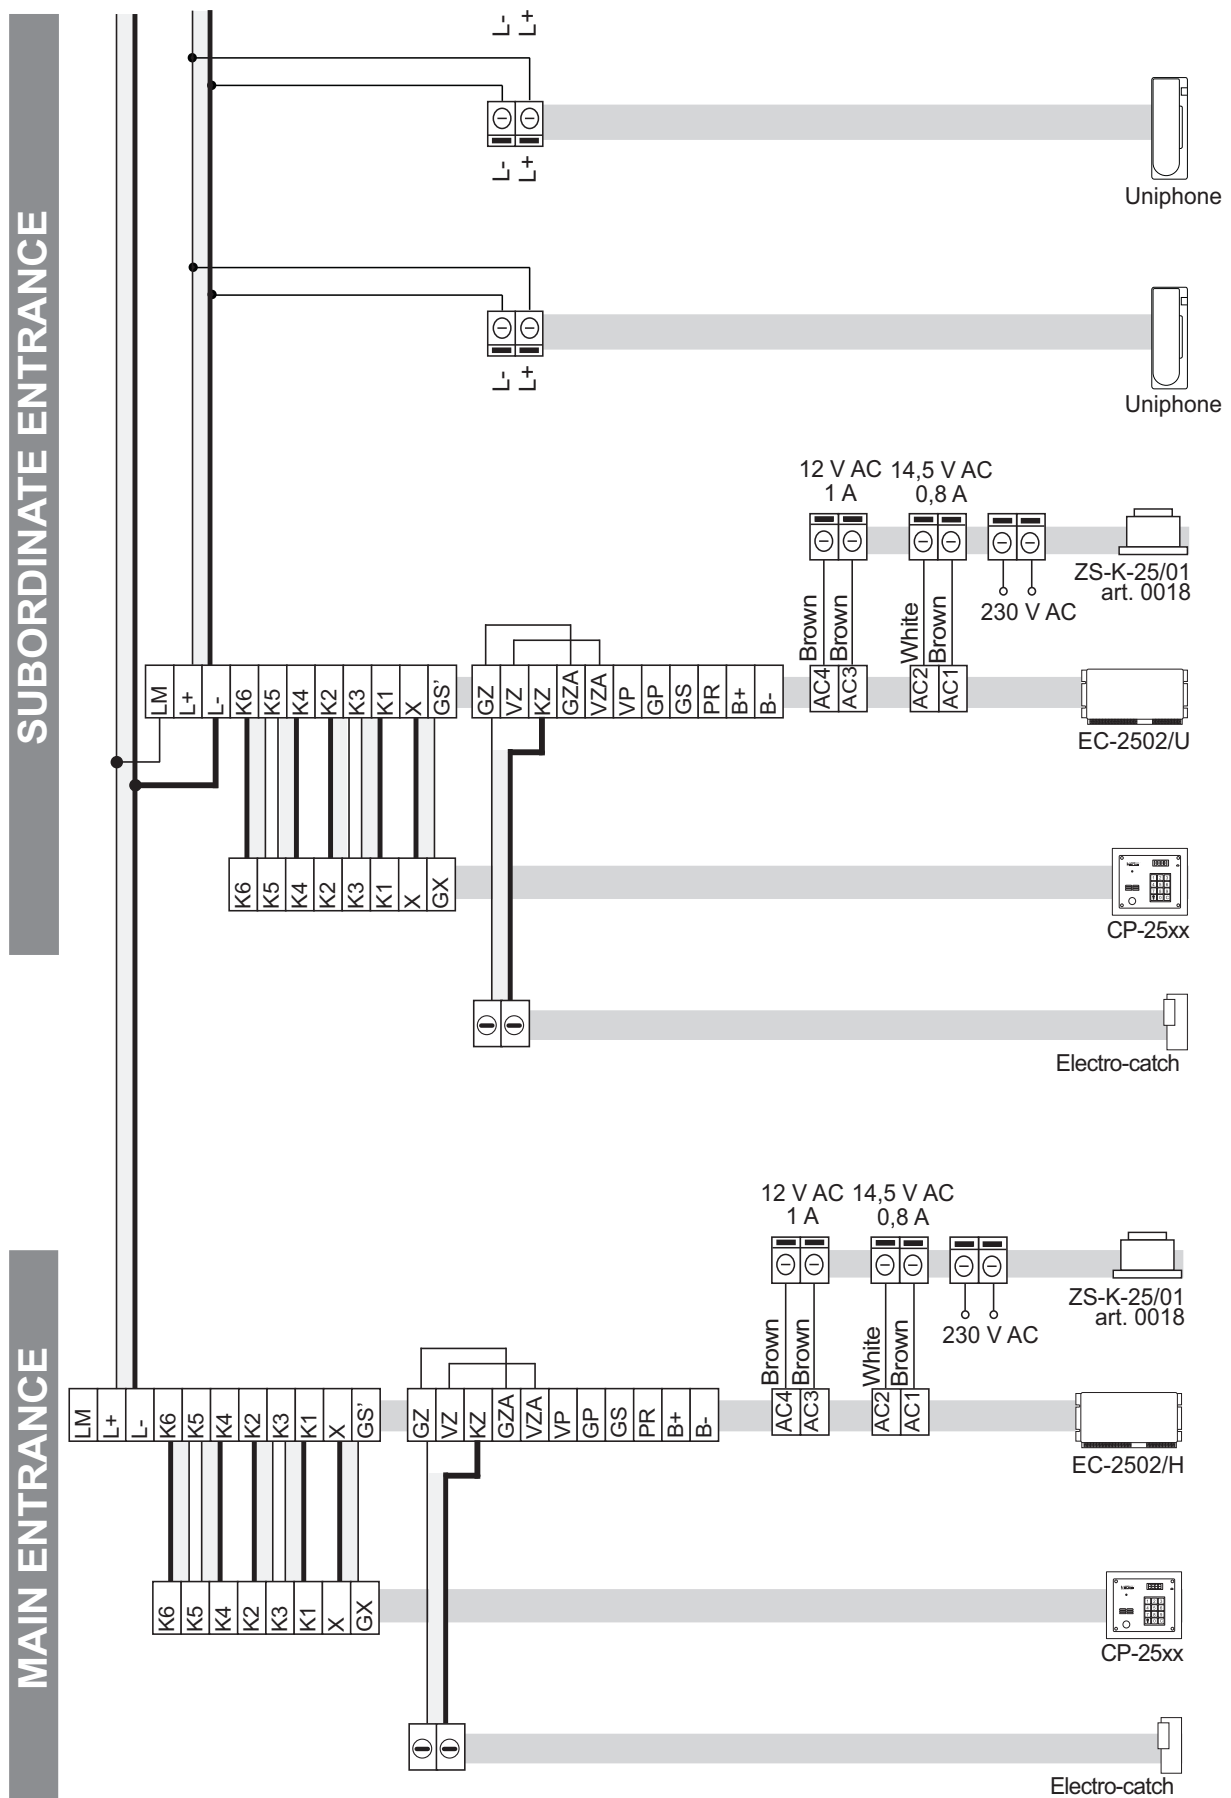 SUBORDINATE ENTRANCE
L-
L+
L-
L+
Uniphone
L-
L+
Uniphone
12 V AC
1 A
14,5 V AC
0,8 A
ZS-K-25/01
art. 0018
230 V AC
Brown
Brown
White
Brown
LM
L+
L-
K6
K5
K4
K2
K3
K1
X
GS'
GZ
VZ
KZ
GZA
VZA
VP
GP
GS
PR
B+
B-
AC4
AC3
AC2
AC1
EC-2502/U
K6
K5
K4
K2
K3
K1
X
GX
CP-25xx
Electro-catch
MAIN ENTRANCE
12 V AC
1 A
14,5 V AC
0,8 A
ZS-K-25/01
art. 0018
230 V AC
Brown
Brown
White
Brown
LM
L+
L-
K6
K5
K4
K2
K3
K1
X
GS'
GZ
VZ
KZ
GZA
VZA
VP
GP
GS
PR
B+
B-
AC4
AC3
AC2
AC1
EC-2502/H
K6
K5
K4
K2
K3
K1
X
GX
CP-25xx
Electro-catch